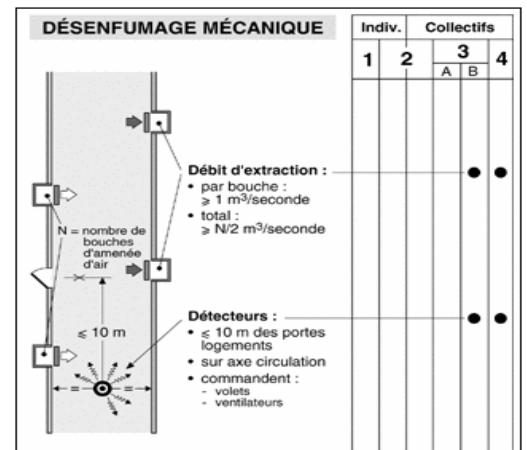 DÉSENFUMAGE MÉCANIQUE
Indiv. Collectifs
1 2 3 4
A B
Débit d'extraction :
• par bouche :
⩾ 1 m³/seconde
• total :
⩾ N/2 m³/seconde
N = nombre de
bouches
d'amenée
d'air
⩽ 10 m
Détecteurs :
• ⩽ 10 m des portes
logements
• sur axe circulation
• commandent :
- volets
- ventilateurs
= =